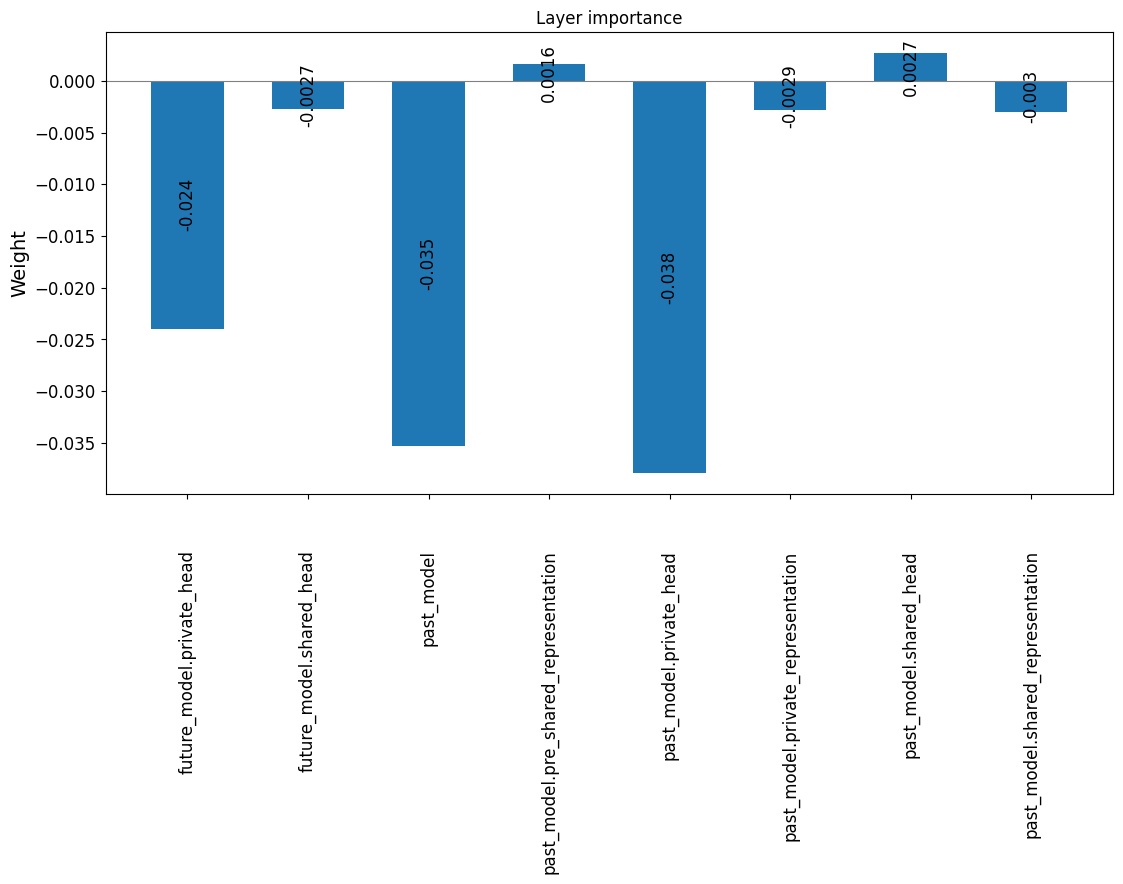 Layer importance
Weight
0.000
−0.005
−0.010
−0.015
−0.020
−0.025
−0.030
−0.035
-0.024
-0.0027
-0.035
0.0016
-0.038
-0.0029
0.0027
-0.003
future_model.private_head
future_model.shared_head
past_model
past_model.pre_shared_representation
past_model.private_head
past_model.private_representation
past_model.shared_head
past_model.shared_representation